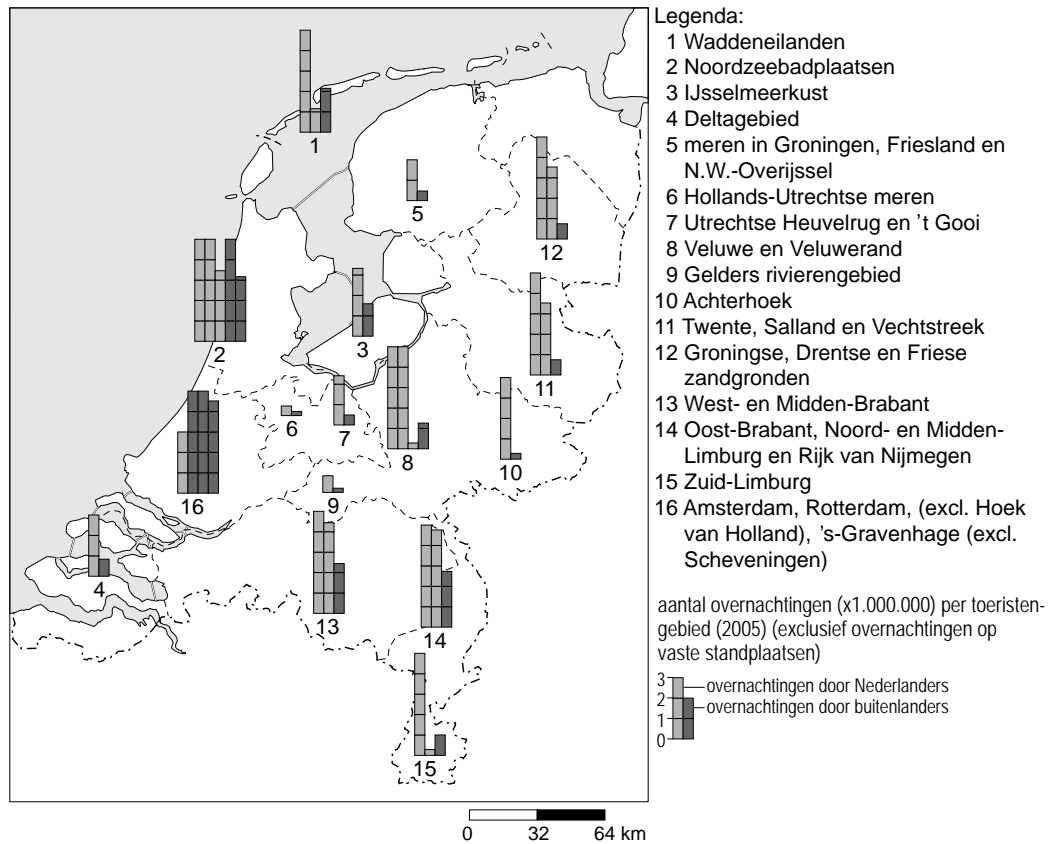 Legenda:
1 Waddeneilanden
2 Noordzeebadplaatsen
3 IJsselmeerkust
4 Deltagebied
5 meren in Groningen, Friesland en
N.W.-Overijssel
6 Hollands-Utrechtse meren
7 Utrechtse Heuvelrug en 't Gooi
8 Veluwe en Veluwerand
9 Gelders rivierengebied
10 Achterhoek
11 Twente, Salland en Vechtstreek
12 Groningse, Drentse en Friese
zandgronden
13 West- en Midden-Brabant
14 Oost-Brabant, Noord- en Midden-
Limburg en Rijk van Nijmegen
15 Zuid-Limburg
16 Amsterdam, Rotterdam, (excl. Hoek
van Holland), 's-Gravenhage (excl.
Scheveningen)
aantal overnachtingen (x1.000.000) per toeristen-
gebied (2005) (exclusief overnachtingen op
vaste standplaatsen)
3
overnachtingen door Nederlanders
2
overnachtingen door buitenlanders
1
0
1
5
12
2
3
11
6
7
8
10
9
16
4
13
14
15
0 32 64 km